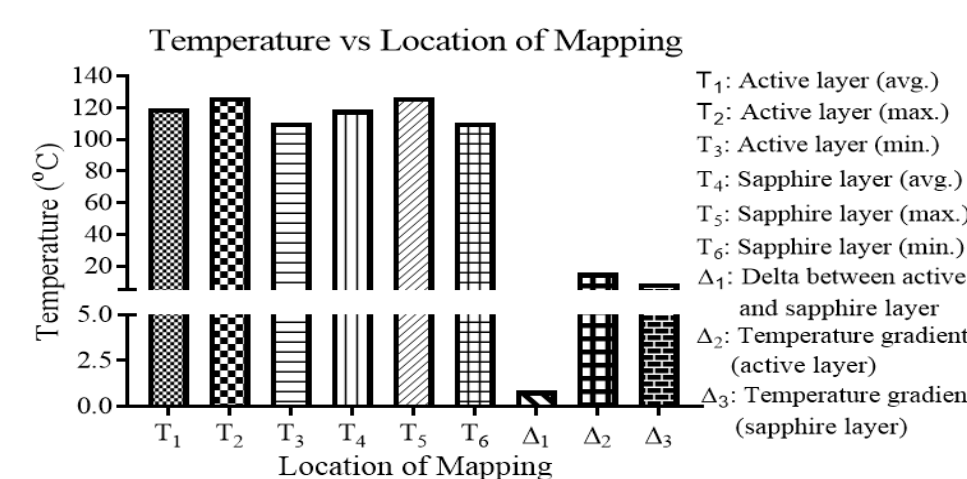 Temperature vs Location of Mapping
Temperature (⁰C)
140
120
100
80
60
40
20
5.0
2.5
0.0
T₁ T₂ T₃ T₄ T₅ T₆ Δ₁ Δ₂ Δ₃
Location of Mapping
T₁: Active layer (avg.)
T₂: Active layer (max.)
T₃: Active layer (min.)
T₄: Sapphire layer (avg.)
T₅: Sapphire layer (max.)
T₆: Sapphire layer (min.)
Δ₁: Delta between active
and sapphire layer
Δ₂: Temperature gradient
(active layer)
Δ₃: Temperature gradien
(sapphire layer)